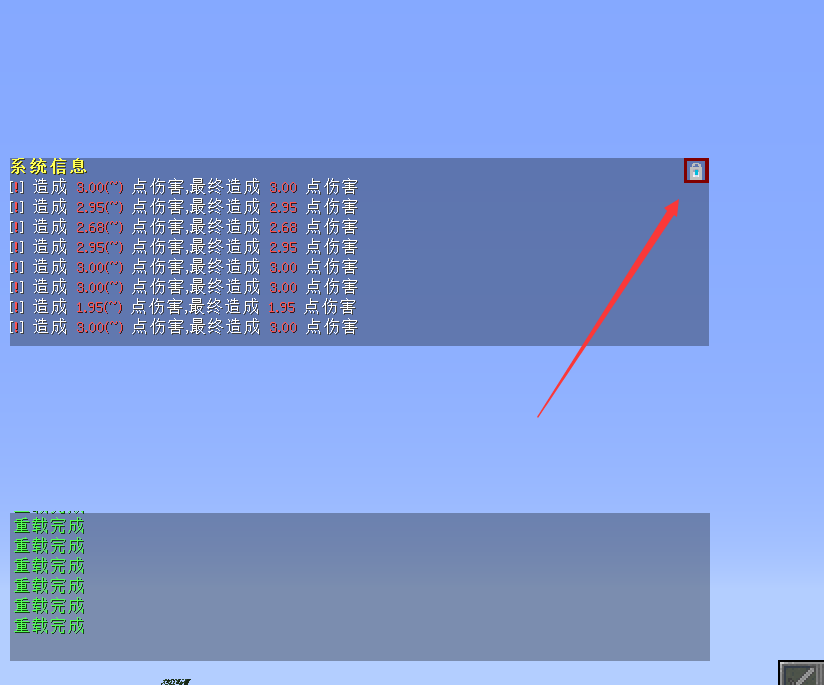 系统信息
[!] 造成 3.00(^^) 点伤害,最终造成 3.00 点伤害
[!] 造成 2.95(^^) 点伤害,最终造成 2.95 点伤害
[!] 造成 2.68(^^) 点伤害,最终造成 2.68 点伤害
[!] 造成 2.95(^^) 点伤害,最终造成 2.95 点伤害
[!] 造成 3.00(^^) 点伤害,最终造成 3.00 点伤害
[!] 造成 3.00(^^) 点伤害,最终造成 3.00 点伤害
[!] 造成 1.95(^^) 点伤害,最终造成 1.95 点伤害
[!] 造成 3.00(^^) 点伤害,最终造成 3.00 点伤害
重载完成
重载完成
重载完成
重载完成
重载完成
重载完成